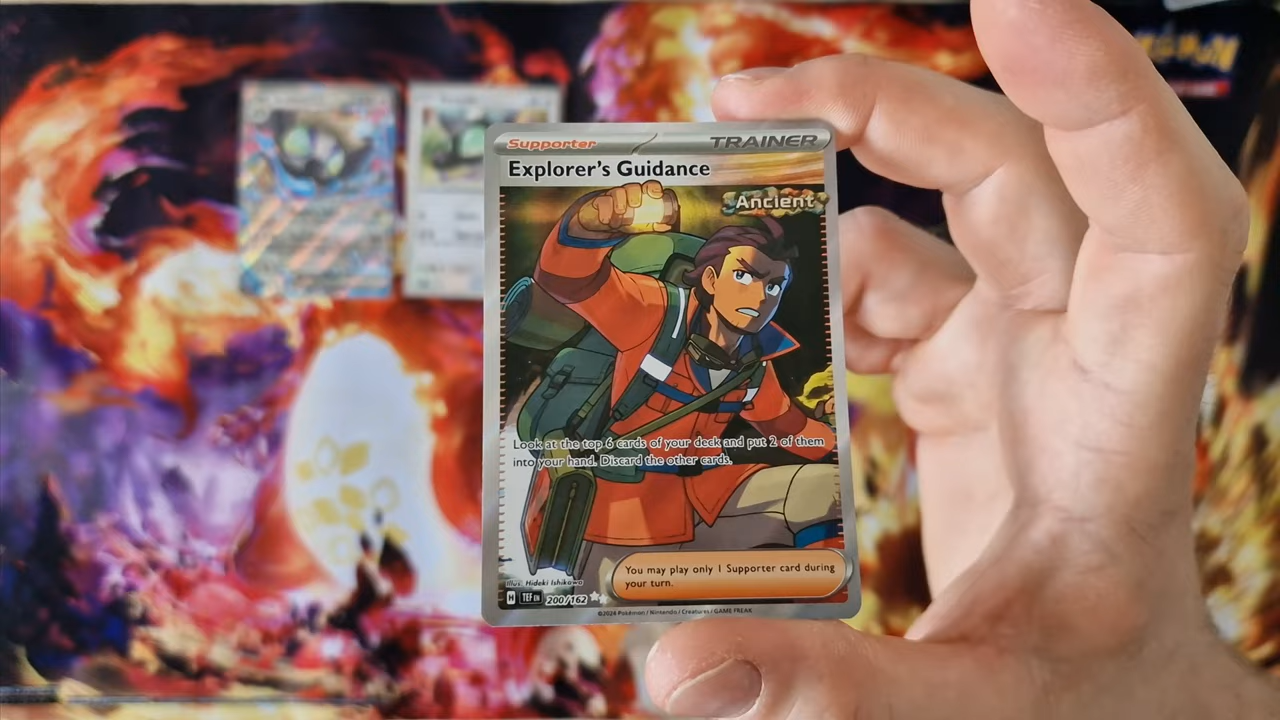 Supporter
TRAINER
Explorer's Guidance
Ancient
Look at the top 6 cards of your deck and put 2 of them
into your hand. Discard the other cards.
You may play only 1 Supporter card during
your turn.
Illus. Hideki Ishikawa
H TEF EN 200/162
©2024 Pokémon / Nintendo / Creatures / GAME FREAK